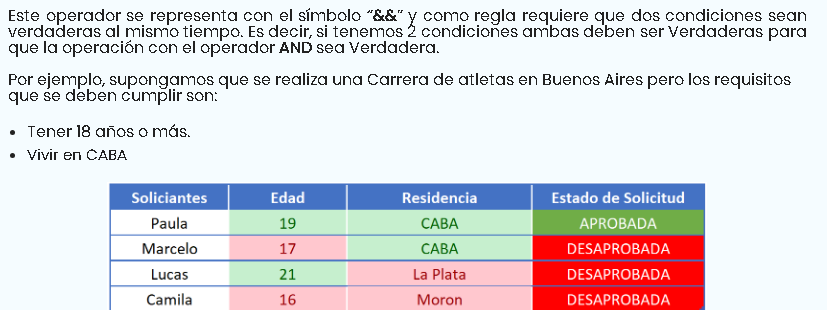 Este operador se representa con el símbolo “&&” y como regla requiere que dos condiciones sean
verdaderas al mismo tiempo. Es decir, si tenemos 2 condiciones ambas deben ser Verdaderas para
que la operación con el operador AND sea Verdadera.
Por ejemplo, supongamos que se realiza una Carrera de atletas en Buenos Aires pero los requisitos
que se deben cumplir son:
• Tener 18 años o más.
• Vivir en CABA
Soliciantes Edad Residencia Estado de Solicitud
Paula 19 CABA APROBADA
Marcelo 17 CABA DESAPROBADA
Lucas 21 La Plata DESAPROBADA
Camila 16 Moron DESAPROBADA